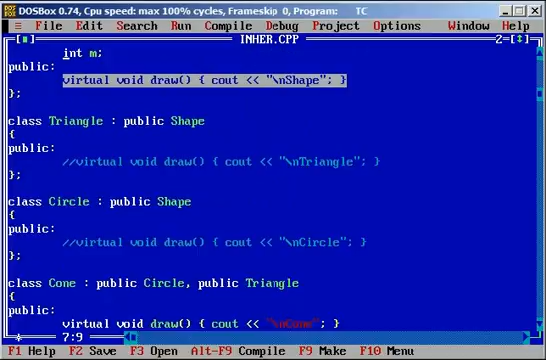 DOSBox 0.74, Cpu speed: max 100% cycles, Frameskip 0, Program: TC
≡ File Edit Search Run Compile Debug Project Options Window Help
[■] INHER.CPP 2=[↕]
int m;
public:
virtual void draw() { cout << "\nShape"; }
};
class Triangle : public Shape
{
public:
//virtual void draw() { cout << "\nTriangle"; }
};
class Circle : public Shape
{
public:
//virtual void draw() { cout << "\nCircle"; }
};
class Cone : public Circle, public Triangle
{
public:
virtual void draw() { cout << "\nCone"; }
* 7:9
F1 Help F2 Save F3 Open Alt-F9 Compile F9 Make F10 Menu